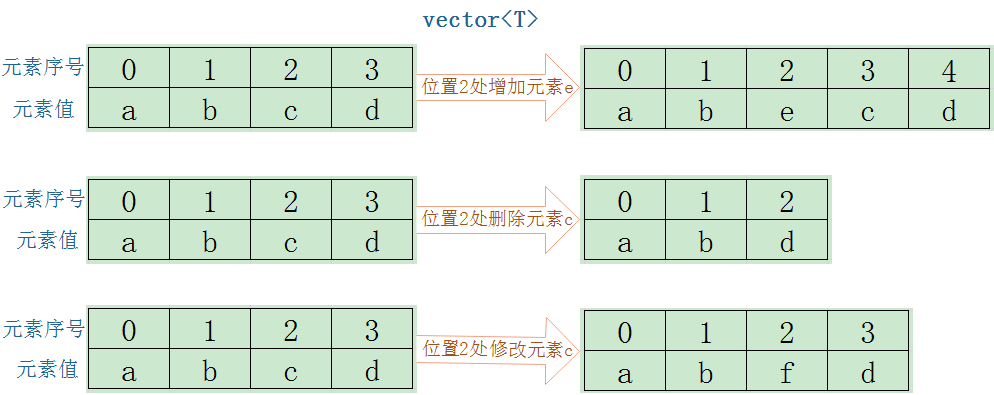 vector<T>
元素序号 0 1 2 3 位置2处增加元素e 0 1 2 3 4
元素值 a b c d a b e c d
元素序号 0 1 2 3 位置2处删除元素c 0 1 2
元素值 a b c d a b d
元素序号 0 1 2 3 位置2处修改元素c 0 1 2 3
元素值 a b c d a b f d